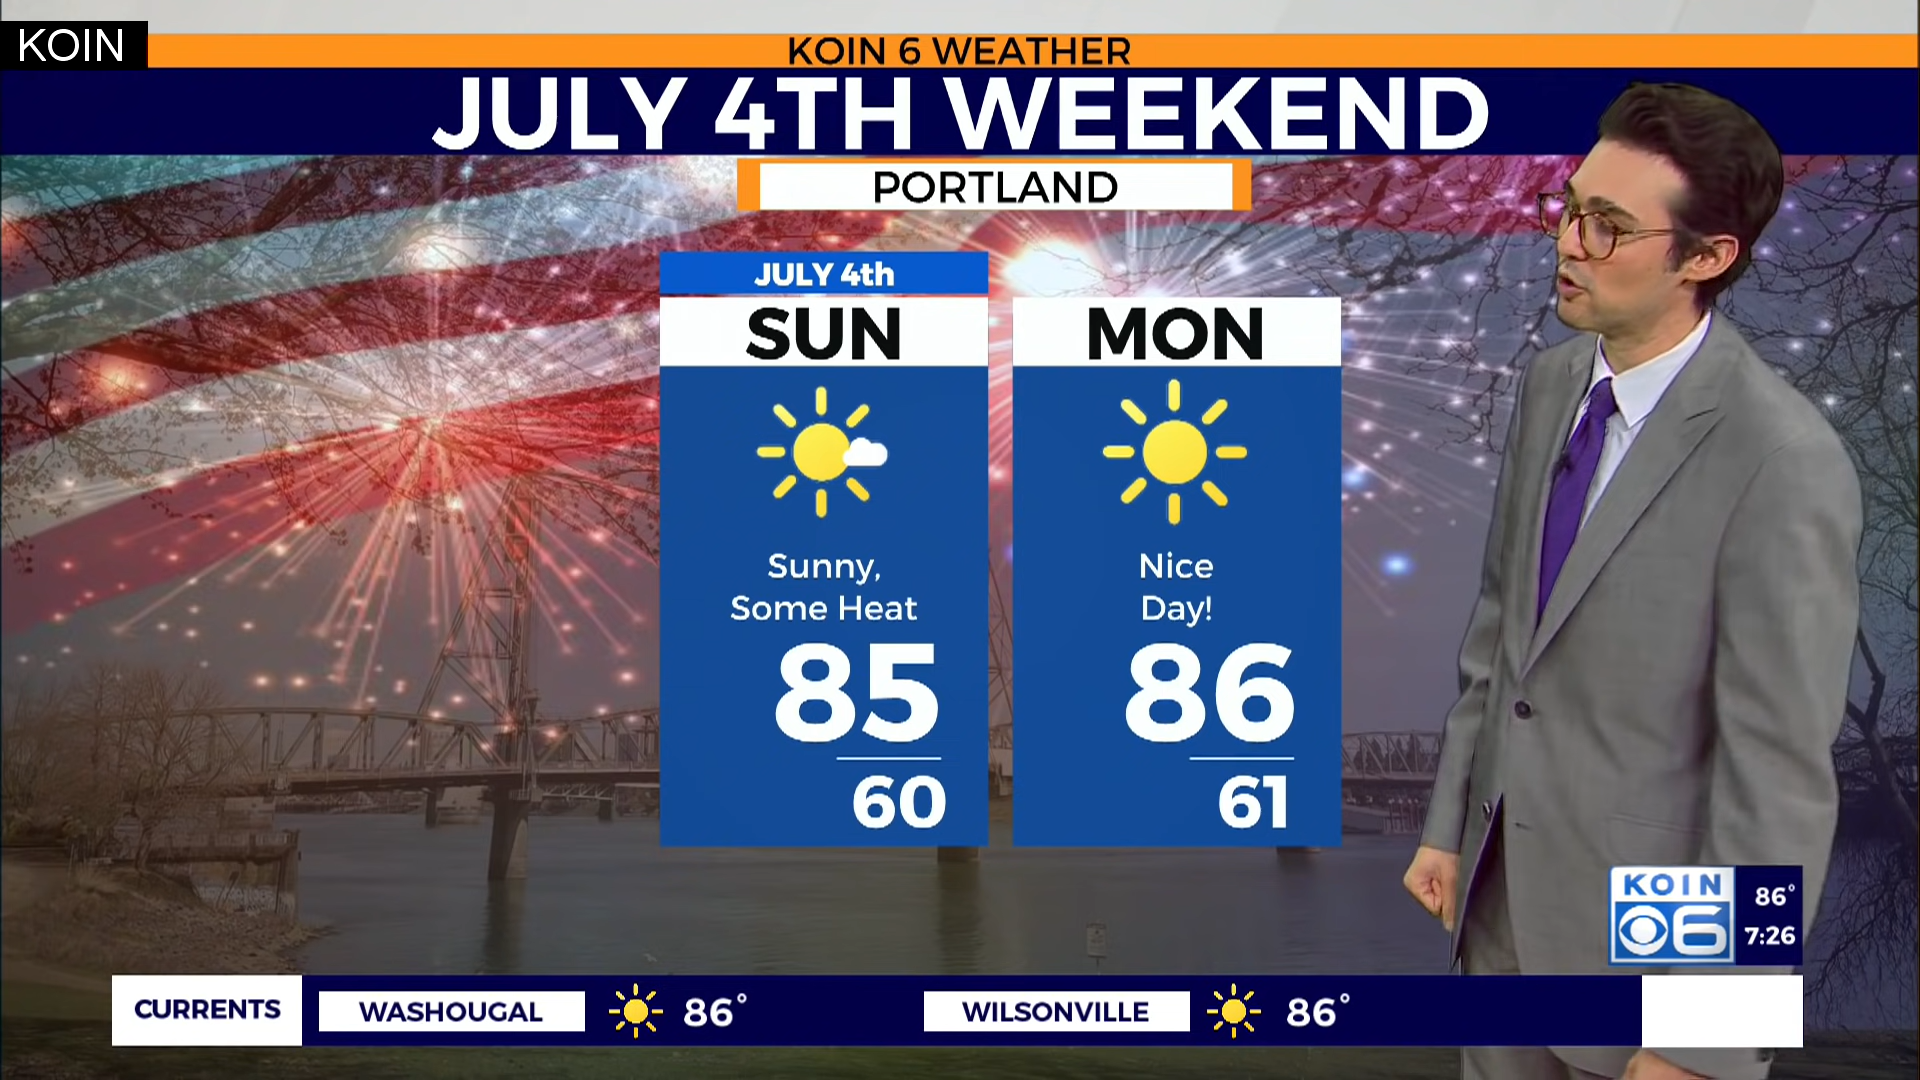 KOIN
KOIN 6 WEATHER
JULY 4TH WEEKEND
PORTLAND
JULY 4th
SUN
Sunny,
Some Heat
85
60
MON
Nice
Day!
86
61
KOIN
6
86°
7:26
CURRENTS
WASHOUGAL 86°
WILSONVILLE 86°